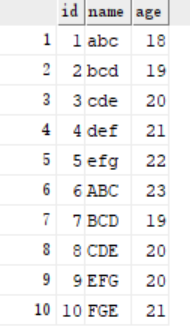 id name age
1 1 abc 18
2 2 bcd 19
3 3 cde 20
4 4 def 21
5 5 efg 22
6 6 ABC 23
7 7 BCD 19
8 8 CDE 20
9 9 EFG 20
10 10 FGE 21